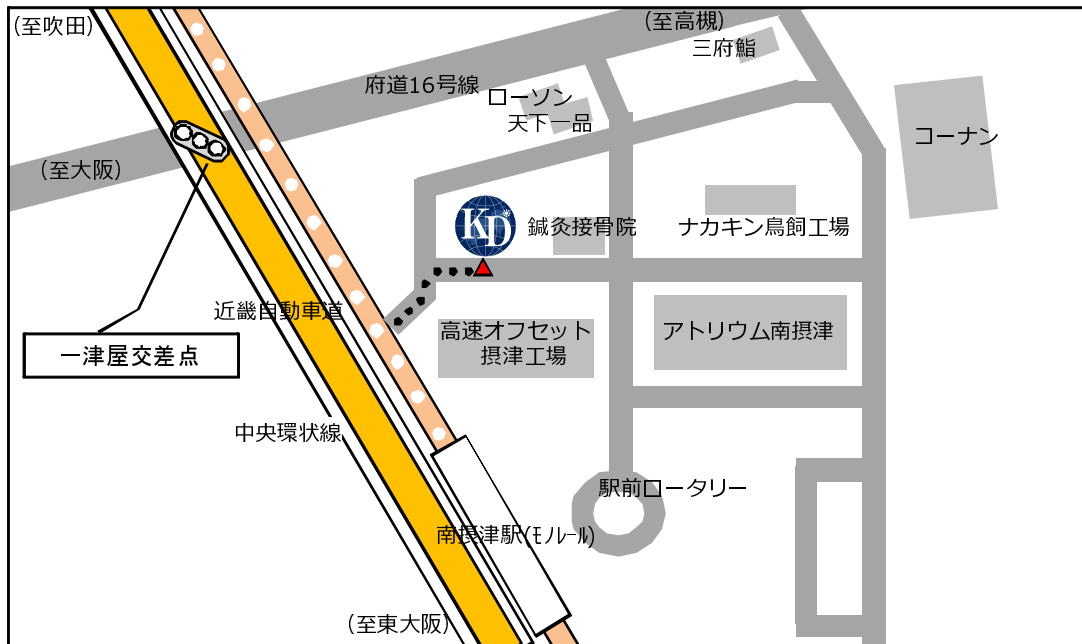 (至吹田)
(至高槻)
三府鮨
府道16号線
ローソン
天下一品
コーナン
(至大阪)
KD
鍼灸接骨院
ナカキン鳥飼工場
近畿自動車道
高速オフセット
摂津工場
アトリウム南摂津
一津屋交差点
中央環状線
駅前ロータリー
南摂津駅(ﾓﾉﾚｰﾙ)
(至東大阪)